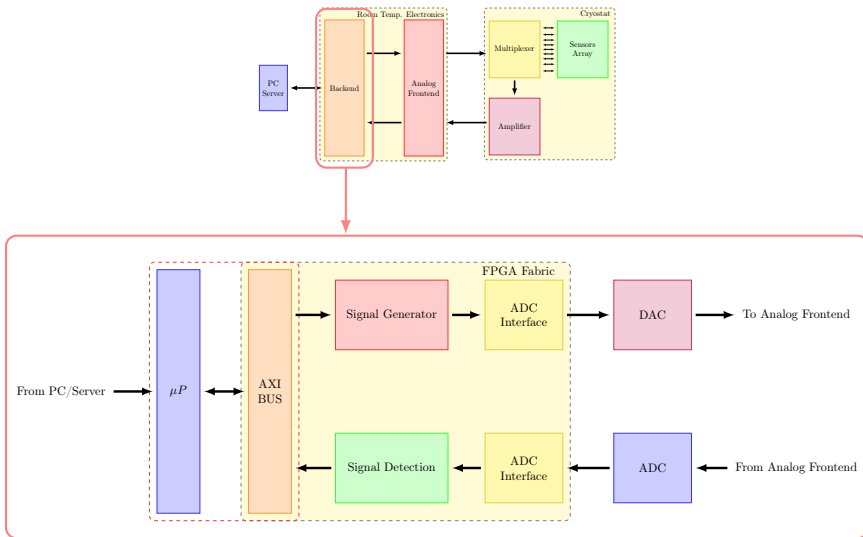 Room Temp. Electronics
Cryostat
PC
Server
Backend
Analog
Frontend
Multiplexer
Sensors
Array
Amplifier
FPGA Fabric
From PC/Server
μP
AXI
BUS
Signal Generator
ADC
Interface
DAC
To Analog Frontend
Signal Detection
ADC
Interface
ADC
From Analog Frontend